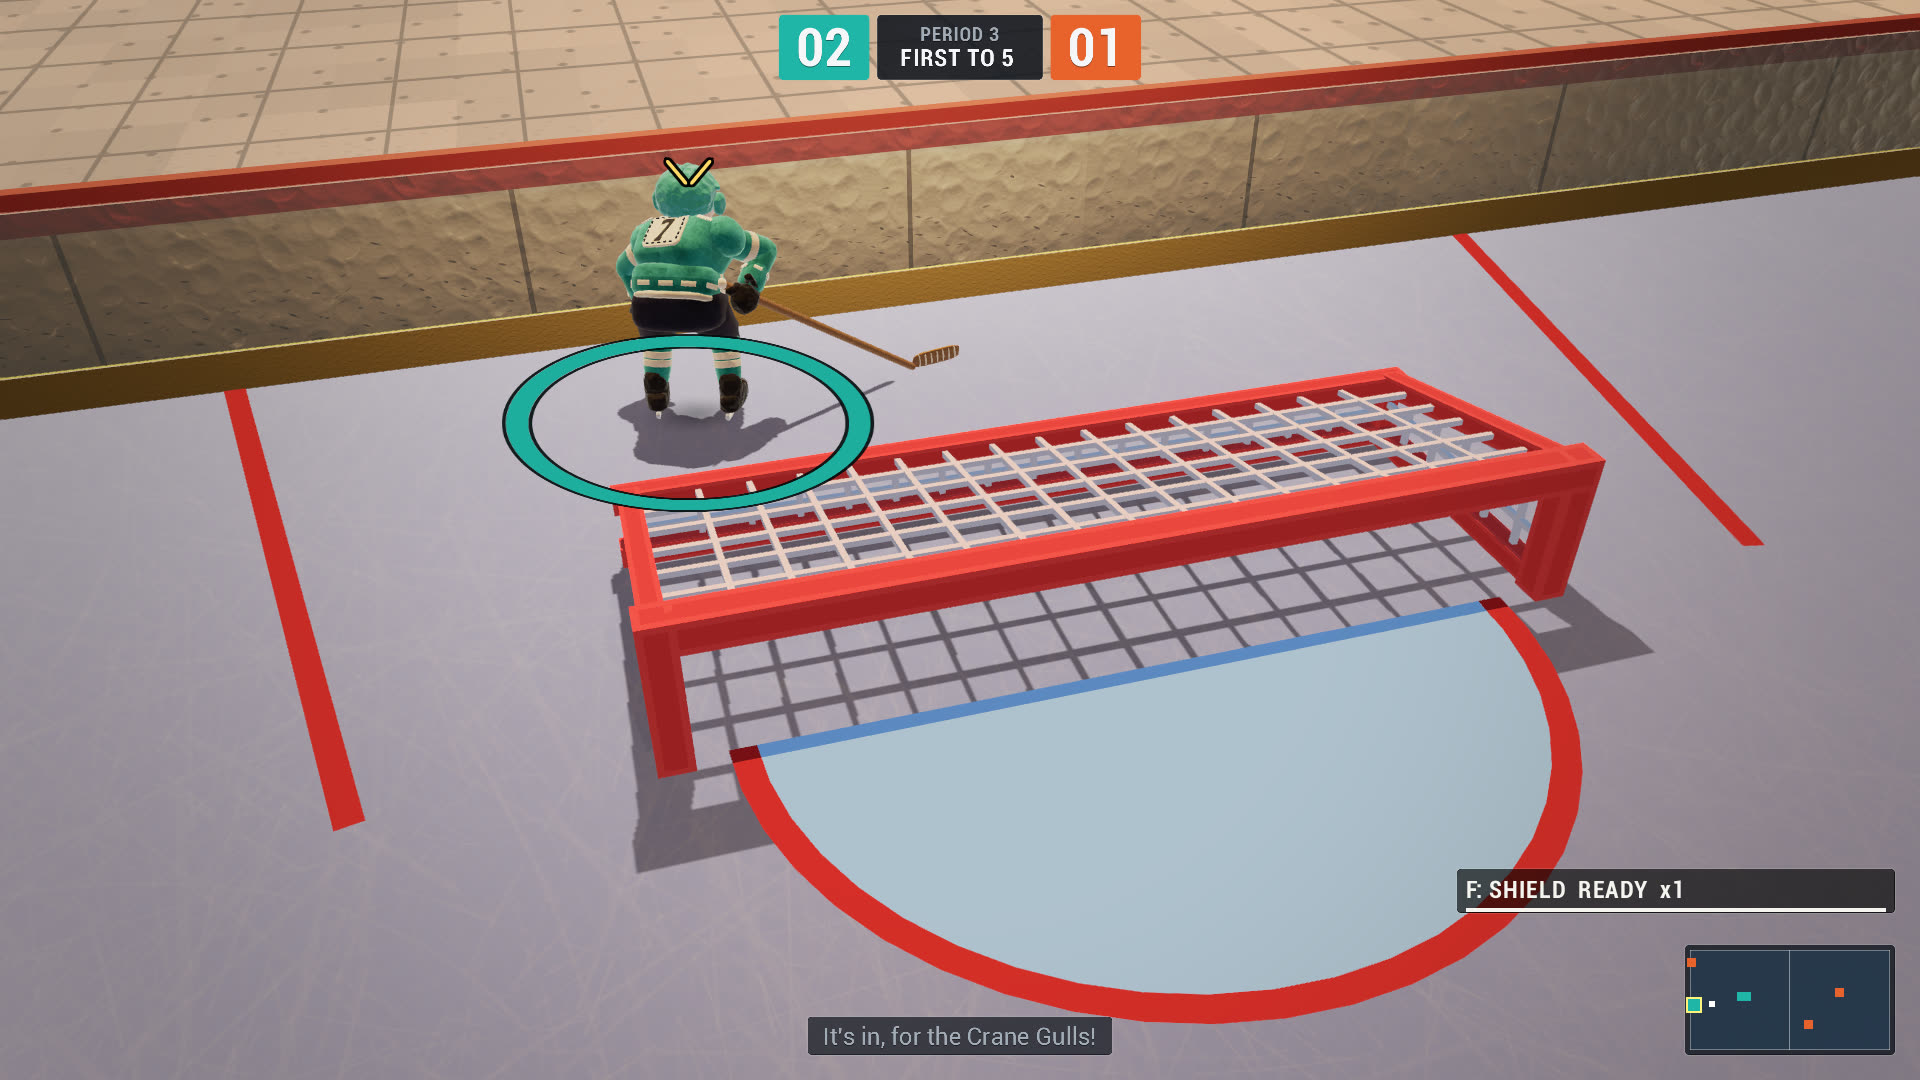 02
PERIOD 3
FIRST TO 5
01
7
F: SHIELD READY x1
It's in, for the Crane Gulls!